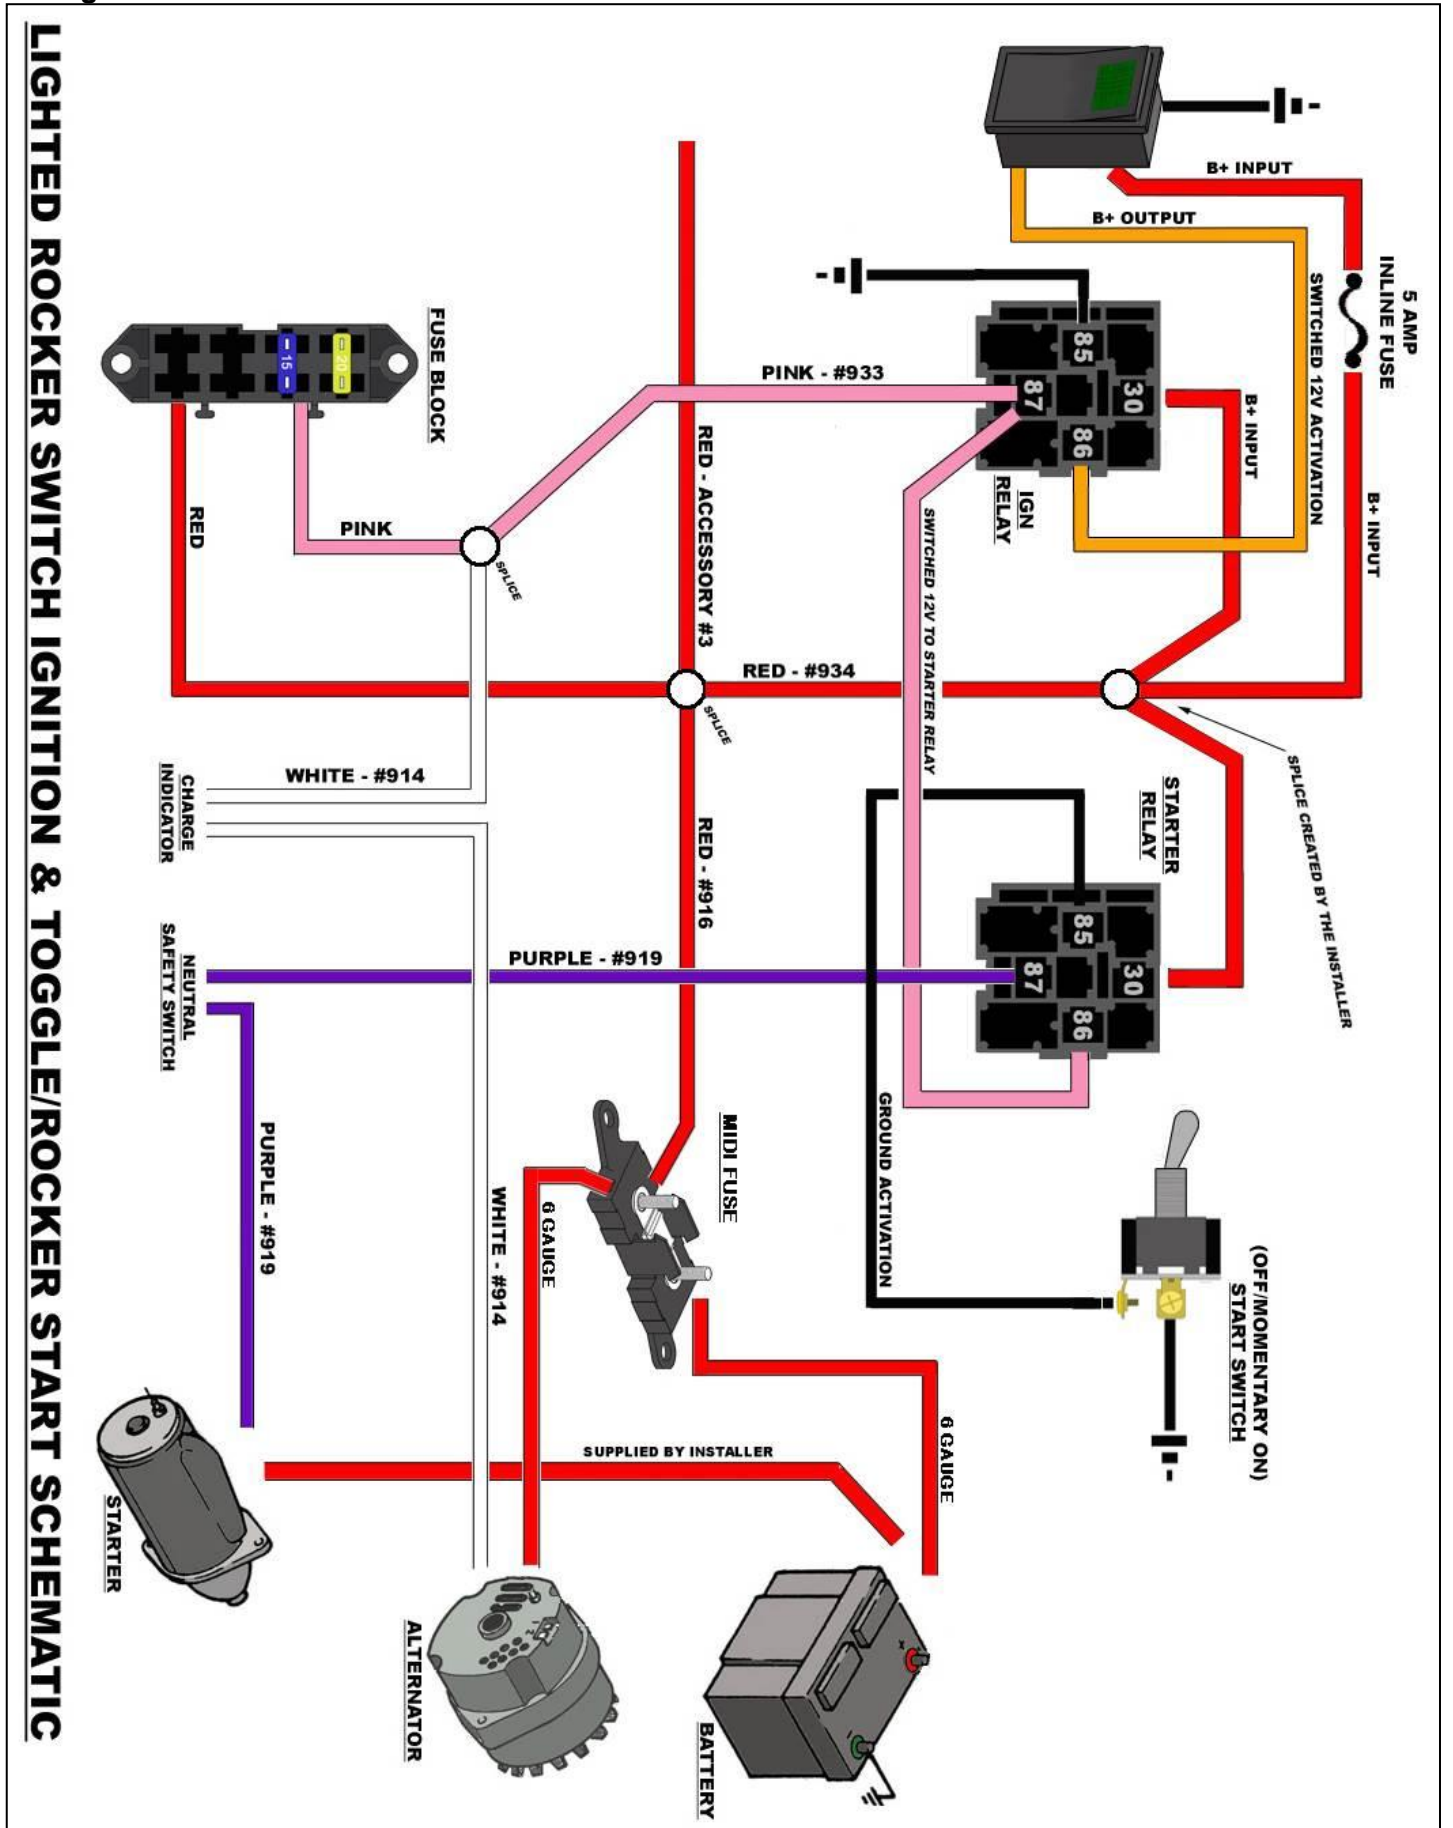 LIGHTED ROCKER SWITCH IGNITION & TOGGLE/ROCKER START SCHEMATIC
B+ INPUT
B+ OUTPUT
5 AMP
INLINE FUSE
SWITCHED 12V ACTIVATION
B+ INPUT
B+ INPUT
85
30
87
86
IGN
RELAY
PINK - #933
FUSE BLOCK
15
20
RED
PINK
SPLICE
RED - ACCESSORY #3
SWITCHED 12V TO STARTER RELAY
RED - #934
SPLICE
SPLICE CREATED BY THE INSTALLER
WHITE - #914
CHARGE
INDICATOR
RED - #916
STARTER
RELAY
85
30
87
86
PURPLE - #919
NEUTRAL
SAFETY SWITCH
PURPLE - #919
MIDI FUSE
GROUND ACTIVATION
(OFF/MOMENTARY ON)
START SWITCH
WHITE - #914
6 GAUGE
6 GAUGE
SUPPLIED BY INSTALLER
STARTER
ALTERNATOR
BATTERY